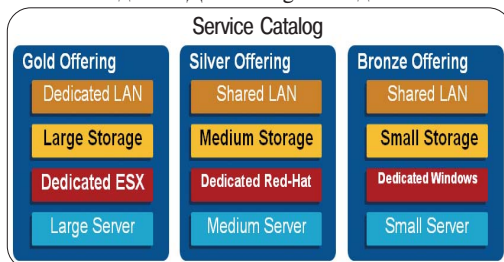 Service Catalog
Gold Offering
Dedicated LAN
Large Storage
Dedicated ESX
Large Server
Silver Offering
Shared LAN
Medium Storage
Dedicated Red-Hat
Medium Server
Bronze Offering
Shared LAN
Small Storage
Dedicated Windows
Small Server